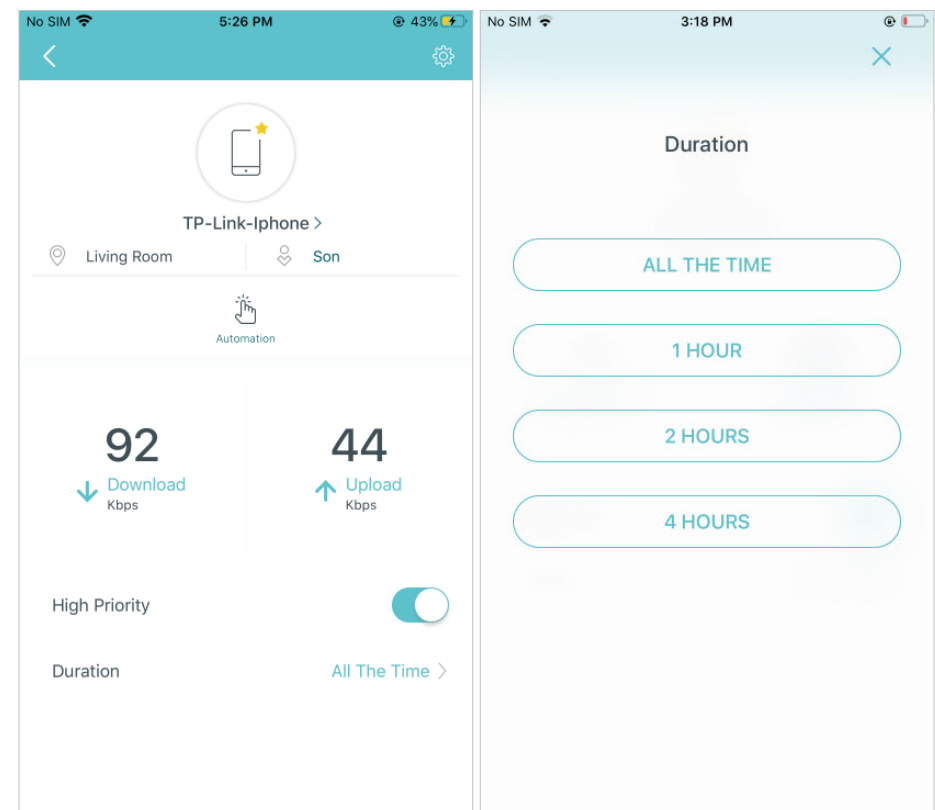 No SIM 5:26 PM 43%
TP-Link-Iphone >
Living Room Son
Automation
92 44
Download Upload
Kbps Kbps
High Priority
Duration All The Time >
No SIM 3:18 PM
Duration
ALL THE TIME
1 HOUR
2 HOURS
4 HOURS